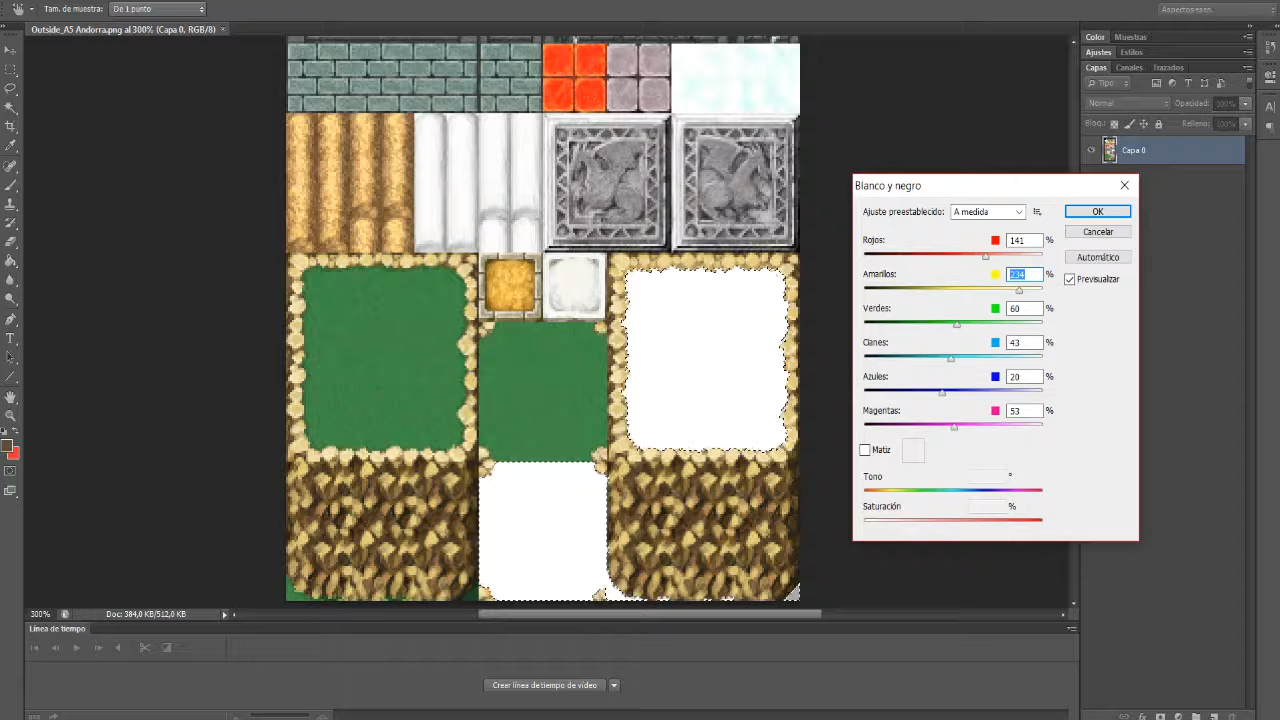 Tam. de muestra: De 1 punto
Aspectos esen.
Outside_A5 Andorra.png al 300% (Capa 0, RGB/8) ×
Color Muestras
Ajustes Estilos
Capas Canales Trazados
Tipo
Normal Opacidad: 100%
Bloq.: Relleno: 100%
Capa 0
Blanco y negro
Ajuste preestablecido: A medida OK
Cancelar
Rojos: 141 %
Automático
Amarillos: 234 % Previsualizar
Verdes: 60 %
Cianes: 43 %
Azules: 20 %
Magentas: 53 %
Matiz
Tono °
Saturación %
300% Doc: 384,0 KB/512,0 KB
Línea de tiempo
Crear línea de tiempo de vídeo